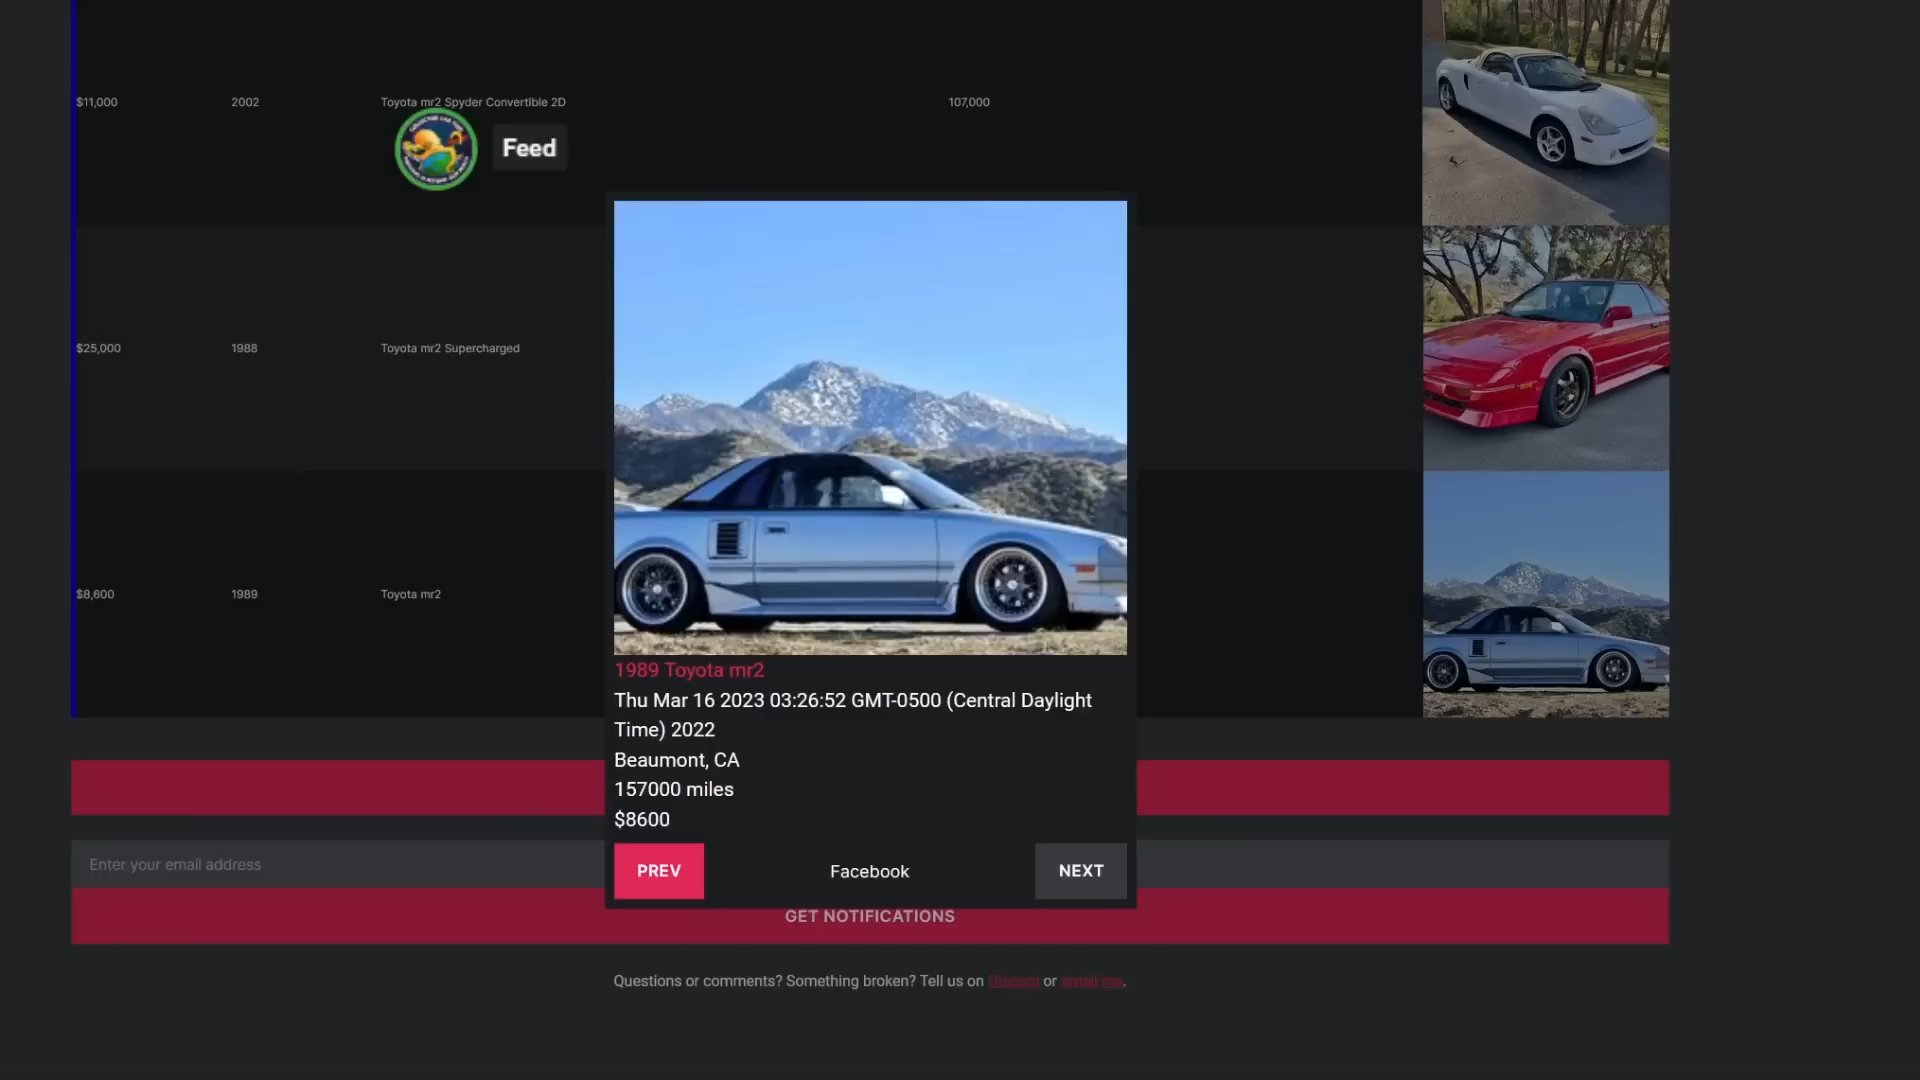 $11,000 2002 Toyota mr2 Spyder Convertible 2D 107,000
Feed
$25,000 1988 Toyota mr2 Supercharged
$8,600 1989 Toyota mr2
1989 Toyota mr2
Thu Mar 16 2023 03:26:52 GMT-0500 (Central Daylight
Time) 2022
Beaumont, CA
157000 miles
$8600
PREV Facebook NEXT
Enter your email address
GET NOTIFICATIONS
Questions or comments? Something broken? Tell us on Discord or email me.